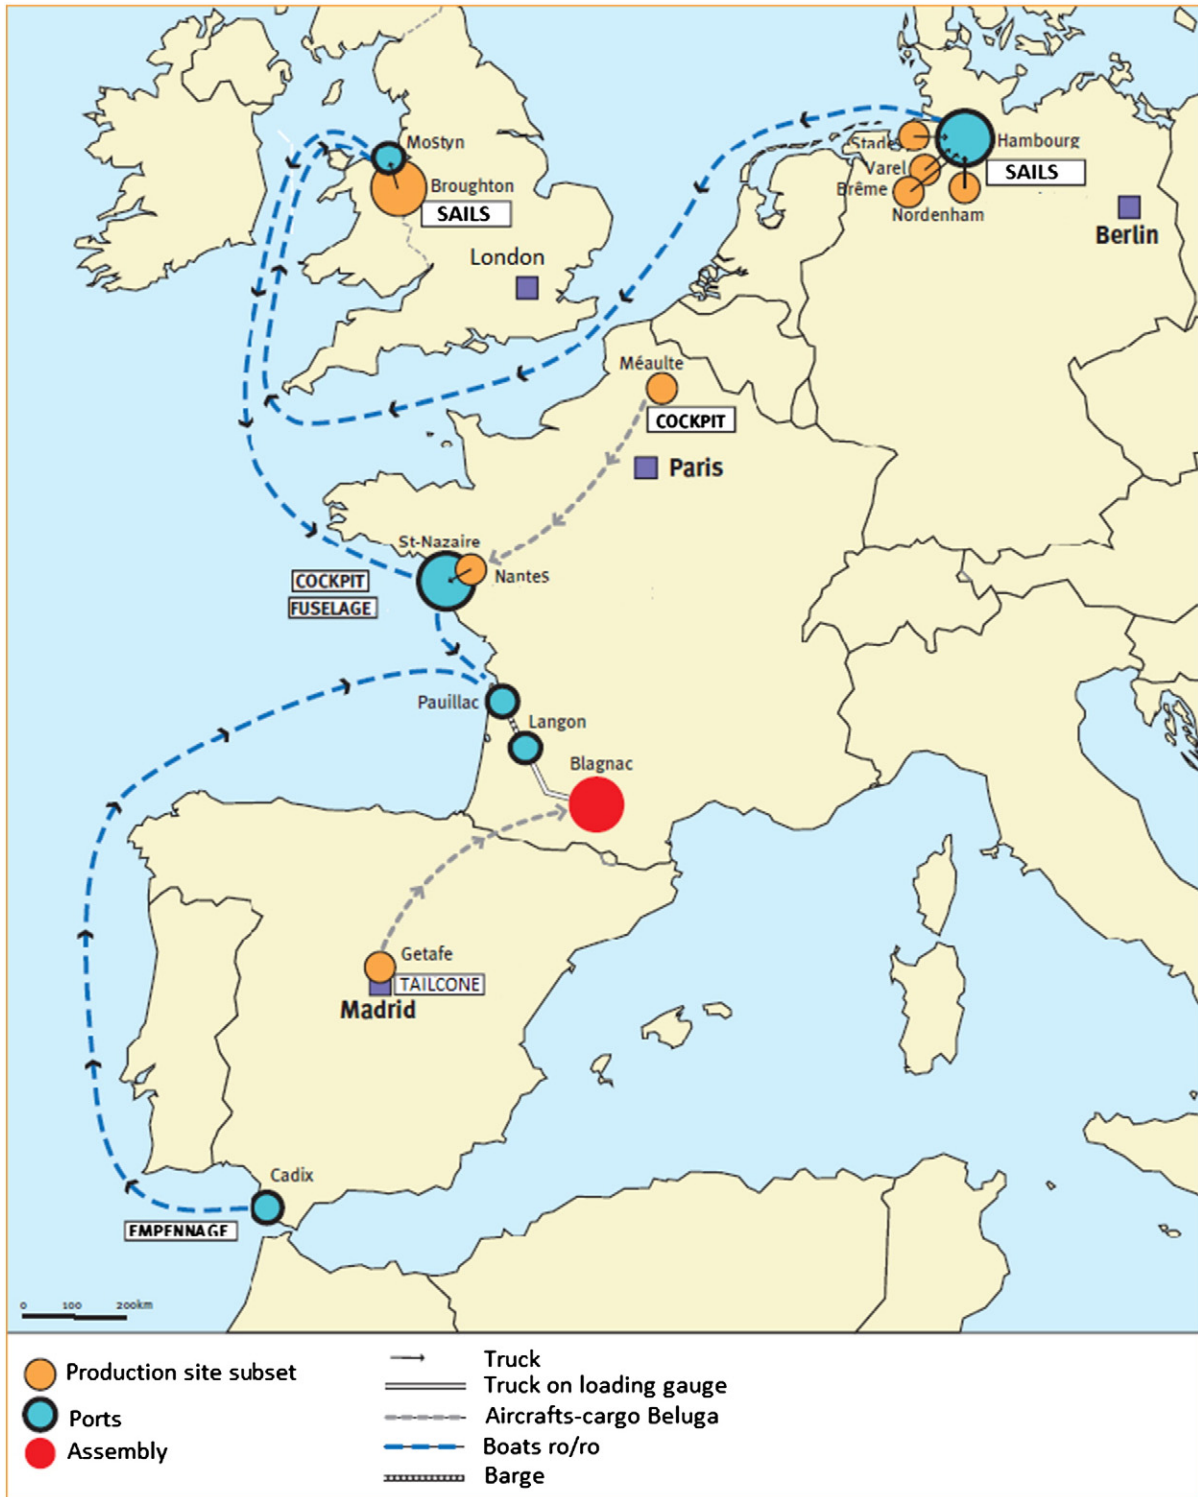 Mostyn
Broughton
SAILS
London
Stade
Hambourg
Varel
SAILS
Brême
Nordenham
Berlin
Méaulte
COCKPIT
Paris
St-Nazaire
Nantes
COCKPIT
FUSELAGE
Pauillac
Langon
Blagnac
Getafe
TAILCONE
Madrid
Cadix
EMPENNAGE
0 100 200km
Production site subset
Ports
Assembly
Truck
Truck on loading gauge
Aircrafts-cargo Beluga
Boats ro/ro
Barge